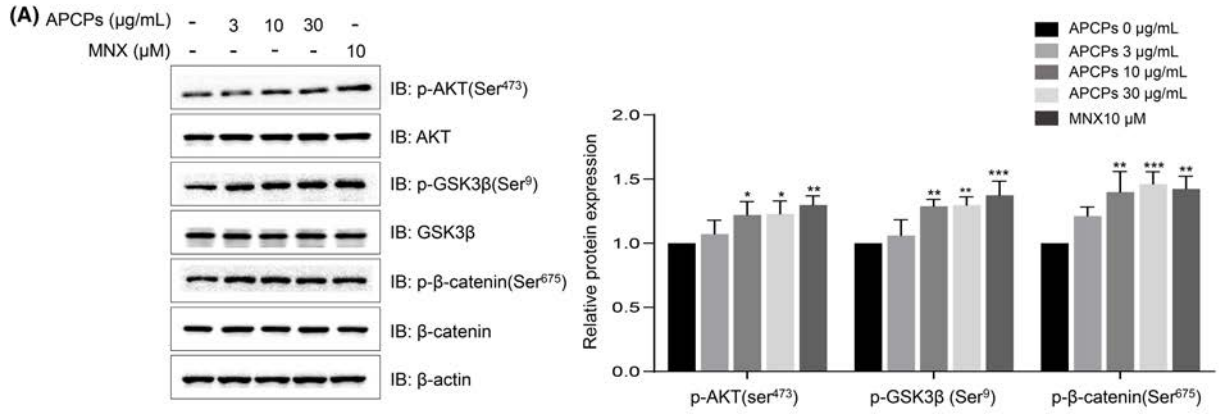 (A) APCPs (µg/mL) - 3 10 30 -
MNX (µM) - - - - 10
IB: p-AKT(Ser⁴⁷³)
IB: AKT
IB: p-GSK3β(Ser⁹)
IB: GSK3β
IB: p-β-catenin(Ser⁶⁷⁵)
IB: β-catenin
IB: β-actin
APCPs 0 µg/mL
APCPs 3 µg/mL
APCPs 10 µg/mL
APCPs 30 µg/mL
MNX10 µM
Relative protein expression
2.0
1.5
1.0
0.5
0.0
* * **
** ** ***
** *** **
p-AKT(ser⁴⁷³) p-GSK3β (Ser⁹) p-β-catenin(Ser⁶⁷⁵)